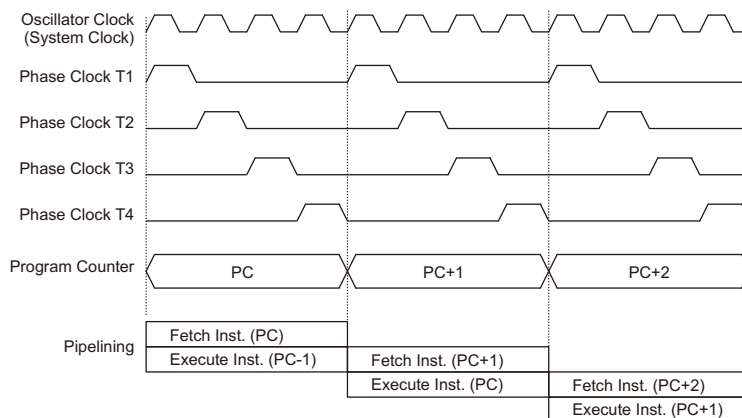 Oscillator Clock
(System Clock)
Phase Clock T1
Phase Clock T2
Phase Clock T3
Phase Clock T4
Program Counter
PC
PC+1
PC+2
Pipelining
Fetch Inst. (PC)
Execute Inst. (PC-1)
Fetch Inst. (PC+1)
Execute Inst. (PC)
Fetch Inst. (PC+2)
Execute Inst. (PC+1)